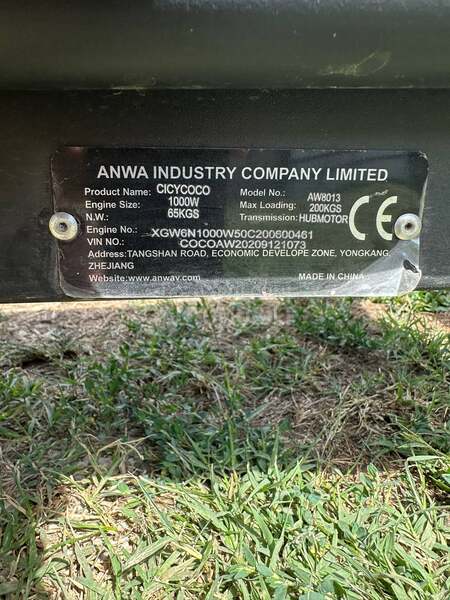 ANWA INDUSTRY COMPANY LIMITED
Product Name: CICYCOCO Model No.: AW8013
Engine Size: 1000W Max Loading: 200KGS
N.W.: 65KGS Transmission: HUBMOTOR
CE
Engine No.: XGW6N1000W50C200600461
VIN NO.: COCOAW20209121073
Address:TANGSHAN ROAD, ECONOMIC DEVELOPE ZONE, YONGKANG,
ZHEJIANG
Website:www.anwav.com MADE IN CHINA